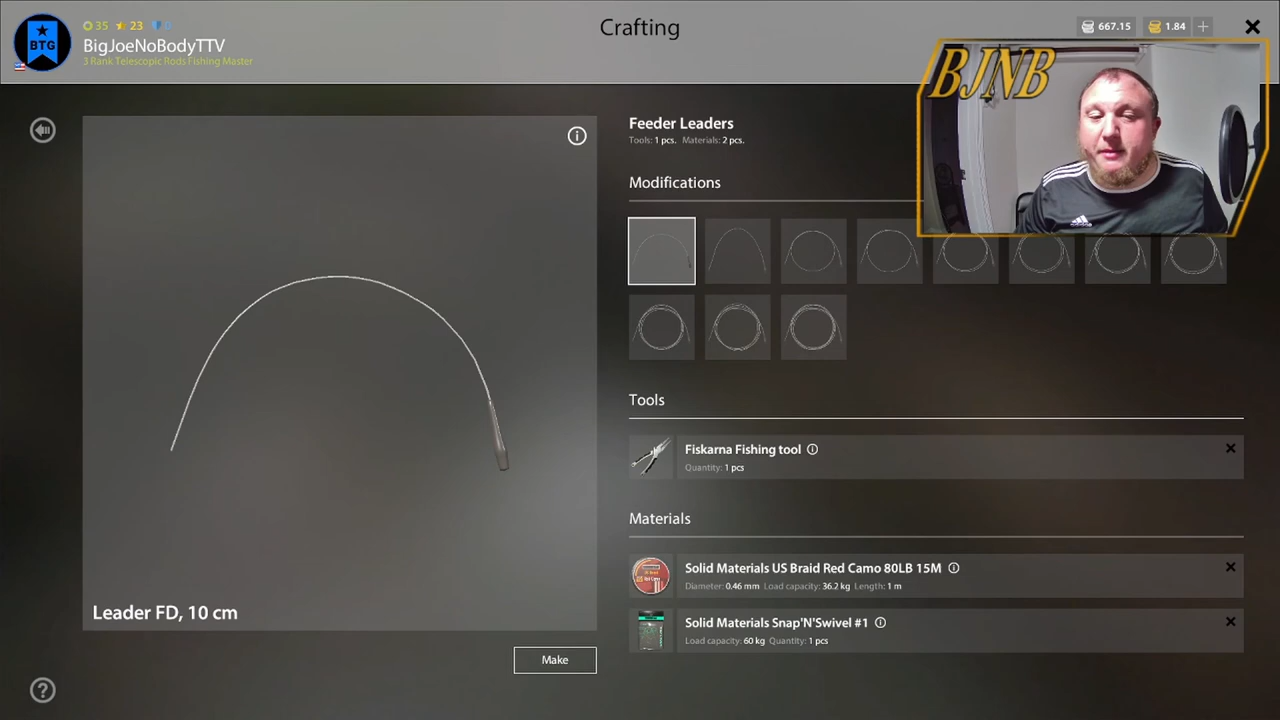 35 23
BTG
BigJoeNoBodyTTV
3 Rank Telescopic Rods Fishing Master
Crafting
667.15
1.84
BJNB
Feeder Leaders
Tools: 1 pcs. Materials: 2 pcs.
Modifications
Tools
Fiskarna Fishing tool
Quantity: 1 pcs
Materials
Solid Materials US Braid Red Camo 80LB 15M
Diameter: 0.46 mm Load capacity: 36.2 kg Length: 1 m
Solid Materials Snap'N'Swivel #1
Load capacity: 60 kg Quantity: 1 pcs
Leader FD, 10 cm
Make